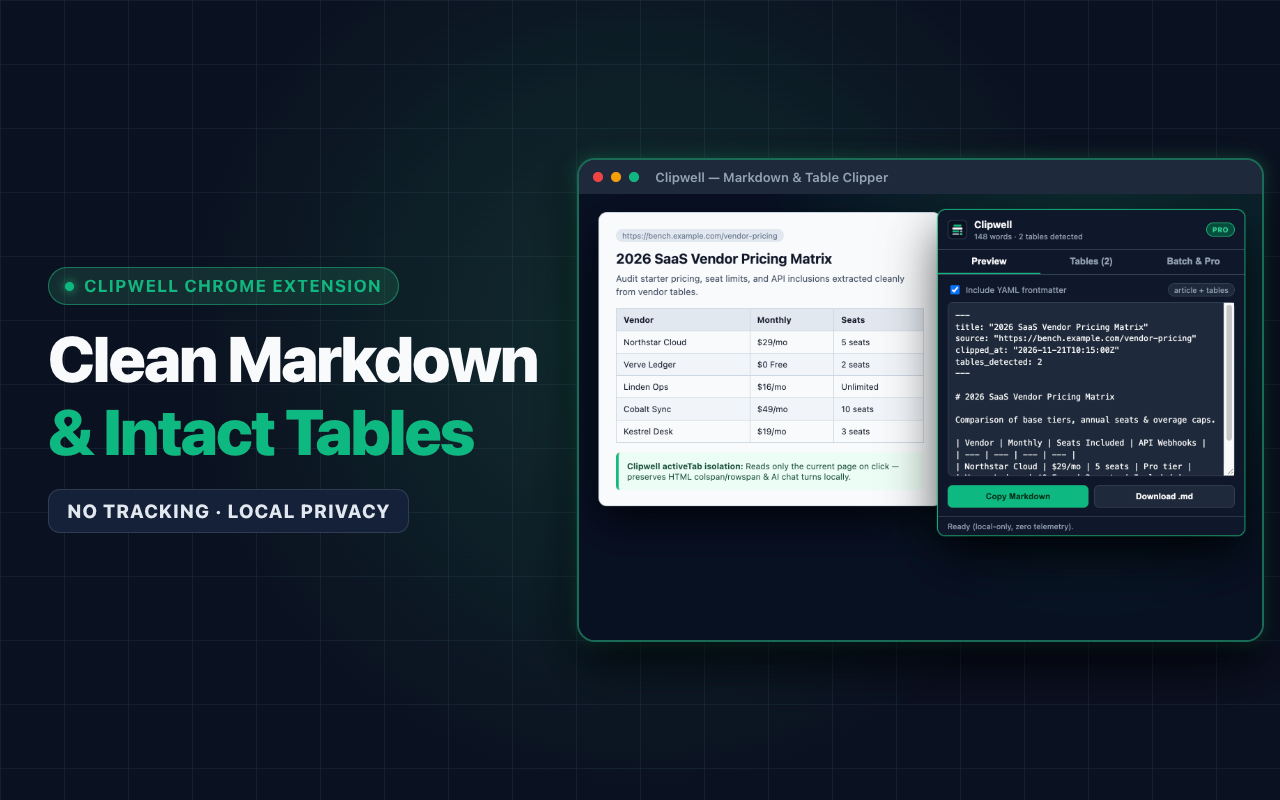 CLIPWELL CHROME EXTENSION
Clean Markdown
& Intact Tables
NO TRACKING · LOCAL PRIVACY
Clipwell — Markdown & Table Clipper
https://bench.example.com/vendor-pricing
2026 SaaS Vendor Pricing Matrix
Audit starter pricing, seat limits, and API inclusions extracted cleanly
from vendor tables.
Vendor Monthly Seats
Northstar Cloud $29/mo 5 seats
Verve Ledger $0 Free 2 seats
Linden Ops $16/mo Unlimited
Cobalt Sync $49/mo 10 seats
Kestrel Desk $19/mo 3 seats
Clipwell activeTab isolation: Reads only the current page on click —
preserves HTML colspan/rowspan & AI chat turns locally.
Clipwell
148 words · 2 tables detected
PRO
Preview Tables (2) Batch & Pro
Include YAML frontmatter
article + tables
---
title: "2026 SaaS Vendor Pricing Matrix"
source: "https://bench.example.com/vendor-pricing"
clipped_at: "2026-11-21T10:15:00Z"
tables_detected: 2
---
# 2026 SaaS Vendor Pricing Matrix
Comparison of base tiers, annual seats & overage caps.
| Vendor | Monthly | Seats Included | API Webhooks |
| --- | --- | --- | --- |
| Northstar Cloud | $29/mo | 5 seats | Pro tier |
Copy Markdown
Download .md
Ready (local-only, zero telemetry).